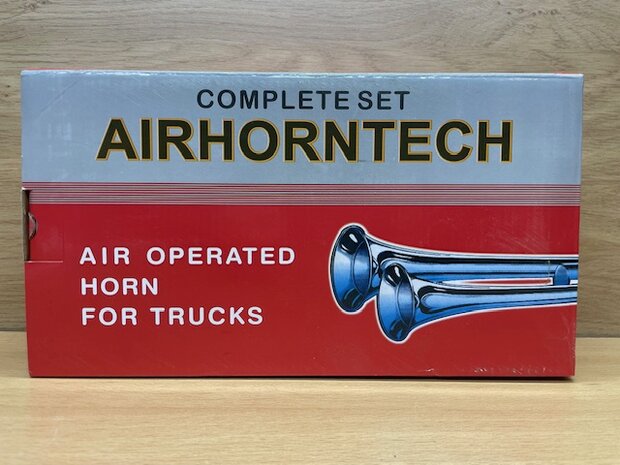 COMPLETE SET
AIRHORNTECH
AIR OPERATED
HORN
FOR TRUCKS